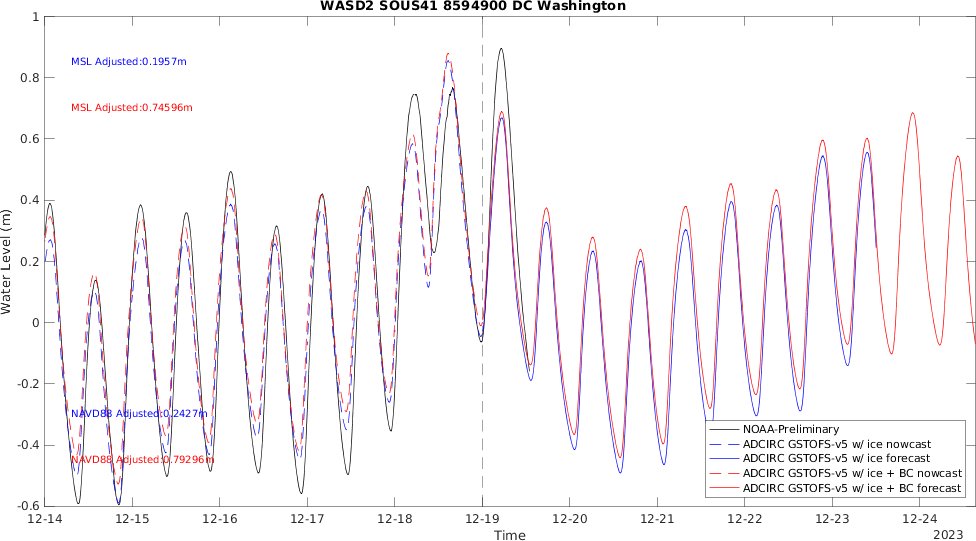 WASD2 SOUS41 8594900 DC Washington
1
0.8
0.6
0.4
0.2
0
-0.2
-0.4
-0.6
Water Level (m)
MSL Adjusted:0.1957m
MSL Adjusted:0.74596m
NAVD88 Adjusted:0.2427m
NAVD88 Adjusted:0.79296m
NOAA-Preliminary
ADCIRC GSTOFS-v5 w/ ice nowcast
ADCIRC GSTOFS-v5 w/ ice forecast
ADCIRC GSTOFS-v5 w/ ice + BC nowcast
ADCIRC GSTOFS-v5 w/ ice + BC forecast
12-14 12-15 12-16 12-17 12-18 12-19 12-20 12-21 12-22 12-23 12-24
Time
2023